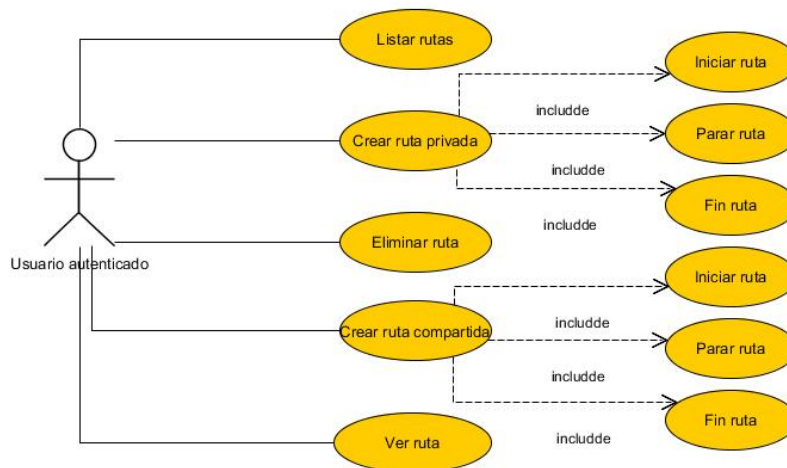 Listar rutas
Iniciar ruta
includde
Crear ruta privada
Parar ruta
includde
Fin ruta
includde
Eliminar ruta
Usuario autenticado
Iniciar ruta
includde
Crear ruta compartida
Parar ruta
includde
Fin ruta
includde
Ver ruta